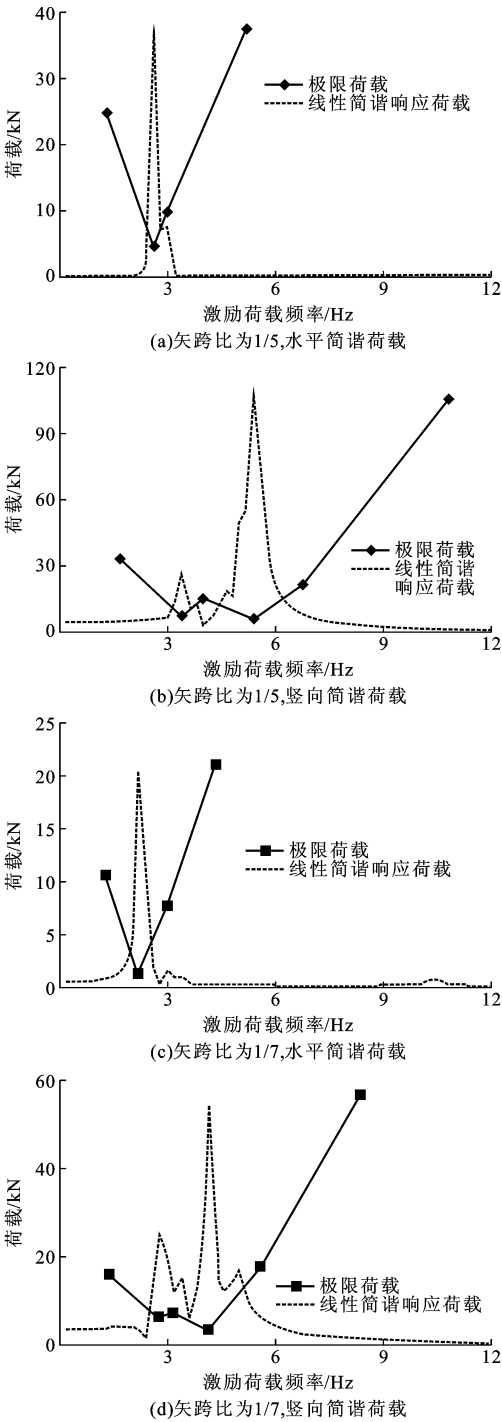 40
30
20
10
0
荷载/kN
极限荷载
线性简谐响应荷载
3 6 9 12
激励荷载频率/Hz
(a)矢跨比为1/5,水平简谐荷载
120
90
60
30
0
荷载/kN
极限荷载
线性简谐
响应荷载
3 6 9 12
激励荷载频率/Hz
(b)矢跨比为1/5,竖向简谐荷载
25
20
15
10
5
0
荷载/kN
极限荷载
线性简谐响应荷载
3 6 9 12
激励荷载频率/Hz
(c)矢跨比为1/7,水平简谐荷载
60
40
20
0
荷载/kN
极限荷载
线性简谐响应荷载
3 6 9 12
激励荷载频率/Hz
(d)矢跨比为1/7,竖向简谐荷载